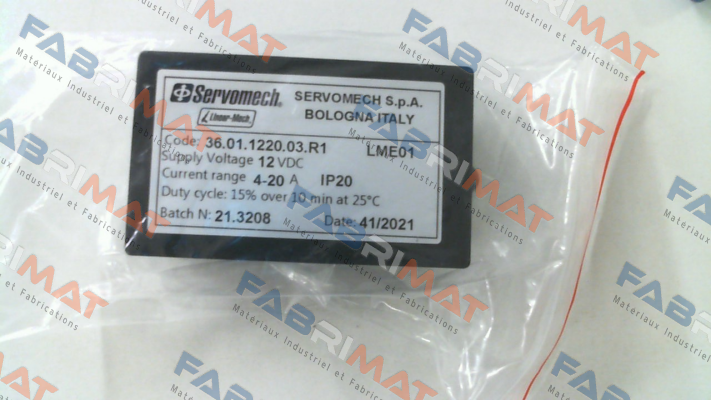 Servomech® SERVOMECH S.p.A.
Linear-Mech® BOLOGNA ITALY
Code: 36.01.1220.03.R1 LME01
Supply Voltage 12 VDC
Current range 4-20 A IP20
Duty cycle: 15% over 10 min at 25°C
Batch N: 21.3208 Date: 41/2021
FABRIMAT
Matériaux Industriel et Fabrications